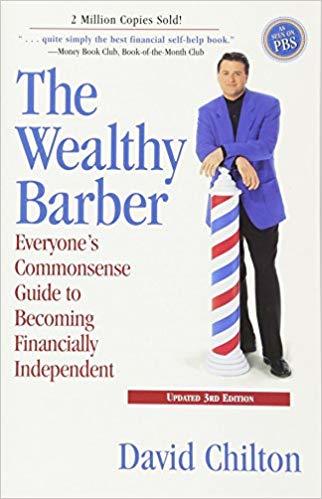 2 Million Copies Sold!
". . . quite simply the best financial self-help book."
—Money Book Club, Book-of-the-Month Club
AS
SEEN ON
PBS
The
Wealthy
Barber
Everyone's
Commonsense
Guide to
Becoming
Financially
Independent
UPDATED 3RD EDITION
David Chilton